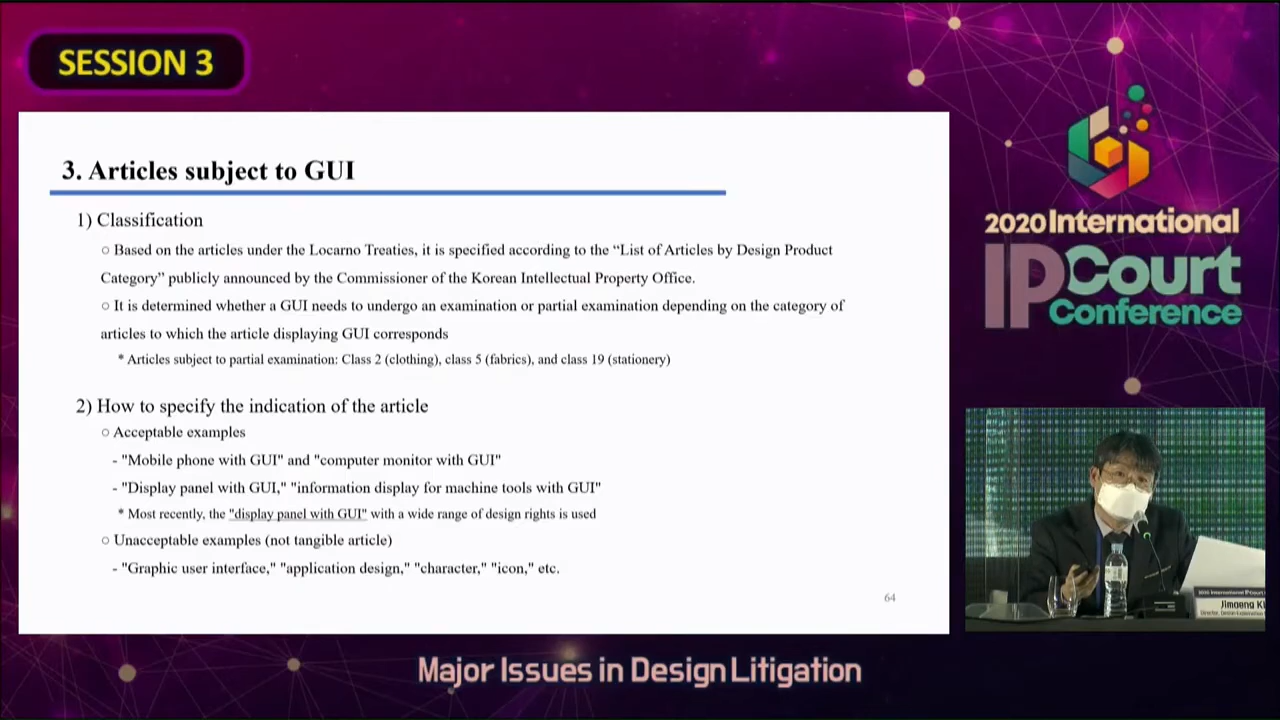 SESSION 3
3. Articles subject to GUI
1) Classification
○ Based on the articles under the Locarno Treaties, it is specified according to the “List of Articles by Design Product
Category” publicly announced by the Commissioner of the Korean Intellectual Property Office.
○ It is determined whether a GUI needs to undergo an examination or partial examination depending on the category of
articles to which the article displaying GUI corresponds
* Articles subject to partial examination: Class 2 (clothing), class 5 (fabrics), and class 19 (stationery)
2) How to specify the indication of the article
○ Acceptable examples
- "Mobile phone with GUI" and "computer monitor with GUI"
- "Display panel with GUI," "information display for machine tools with GUI"
* Most recently, the "display panel with GUI" with a wide range of design rights is used
○ Unacceptable examples (not tangible article)
- "Graphic user interface," "application design," "character," "icon," etc.
64
2020 International
IP Court
Conference
2020 International IP Court
Jimaeng
Director, Design Examination
Major Issues in Design Litigation